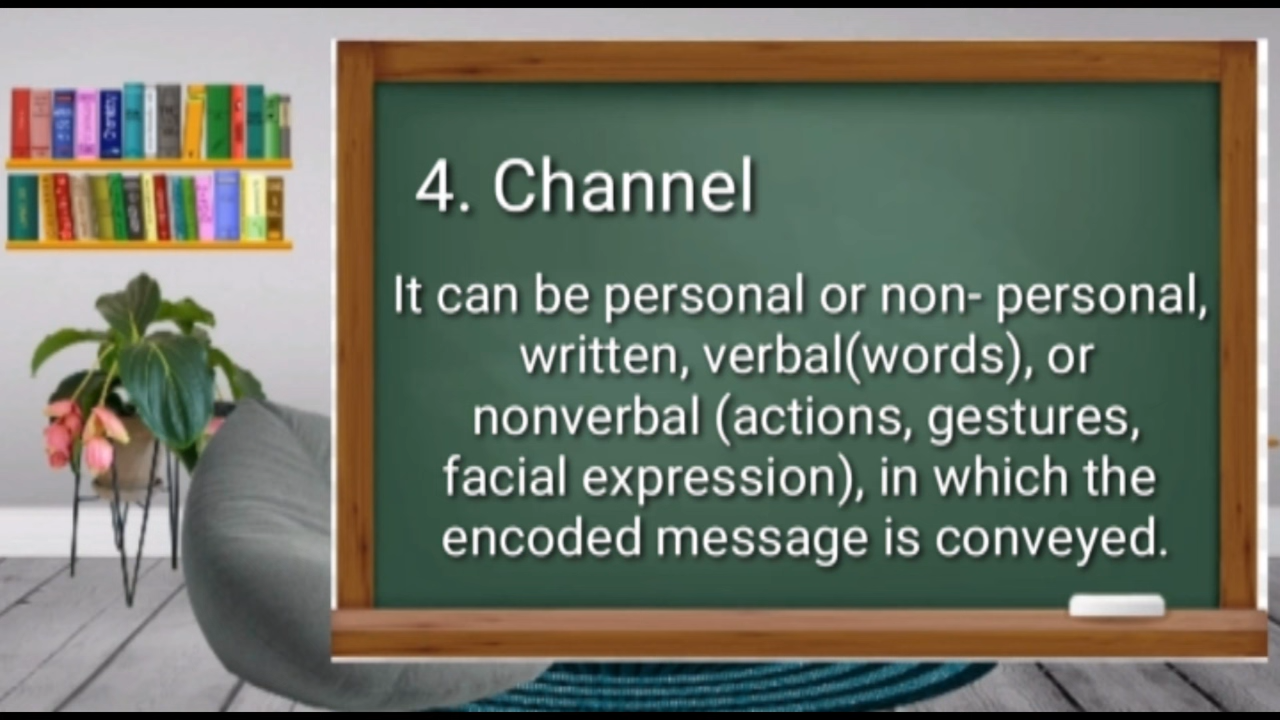 4. Channel
It can be personal or non- personal,
written, verbal(words), or
nonverbal (actions, gestures,
facial expression), in which the
encoded message is conveyed.